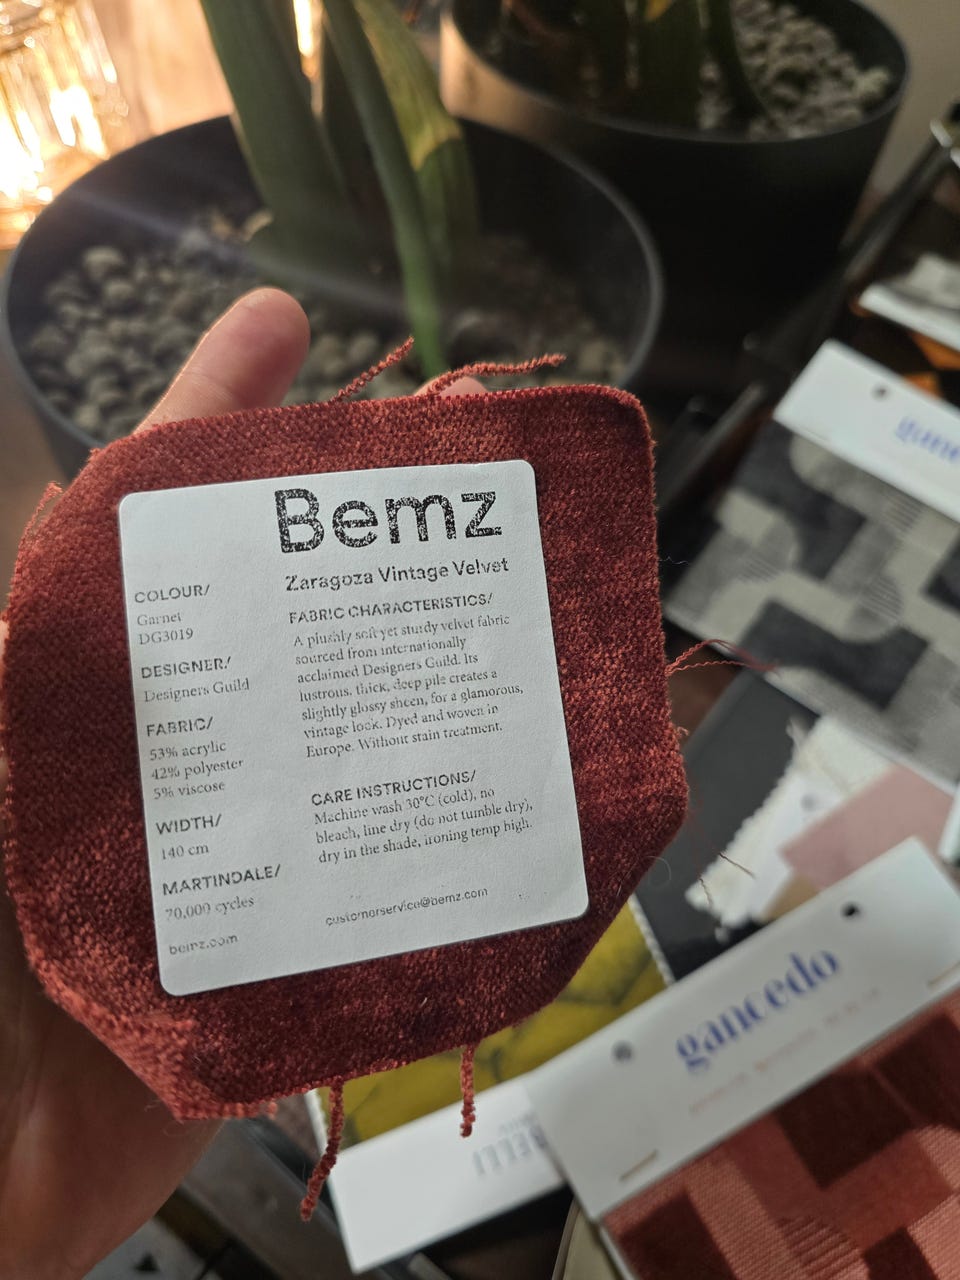 Bemz
Zaragoza Vintage Velvet
COLOUR/
Garnet
DG3019
DESIGNER/
Designers Guild
FABRIC/
53% acrylic
42% polyester
5% viscose
WIDTH/
140 cm
MARTINDALE/
70,000 cycles
bemz.com
FABRIC CHARACTERISTICS/
A plushly soft yet sturdy velvet fabric
sourced from internationally
acclaimed Designers Guild. Its
lustrous, thick, deep pile creates a
slightly glossy sheen, for a glamorous,
vintage look. Dyed and woven in
Europe. Without stain treatment.
CARE INSTRUCTIONS/
Machine wash 30°C (cold), no
bleach, line dry (do not tumble dry),
dry in the shade, ironing temp high.
customerservice@bemz.com
gance
gancedo